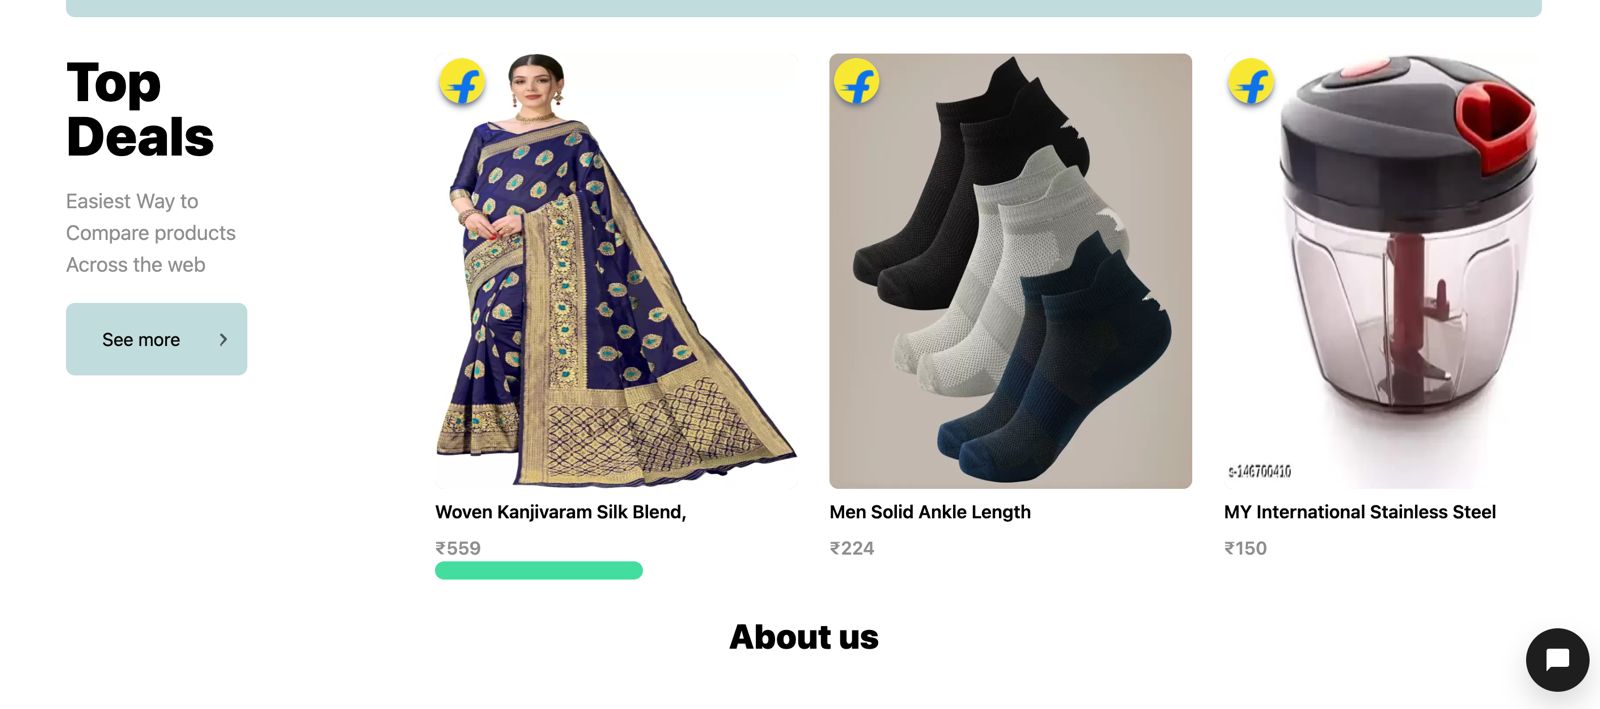 Top
Deals
Easiest Way to
Compare products
Across the web
See more
Woven Kanjivaram Silk Blend,
₹559
Men Solid Ankle Length
₹224
s-146700410
MY International Stainless Steel
₹150
About us